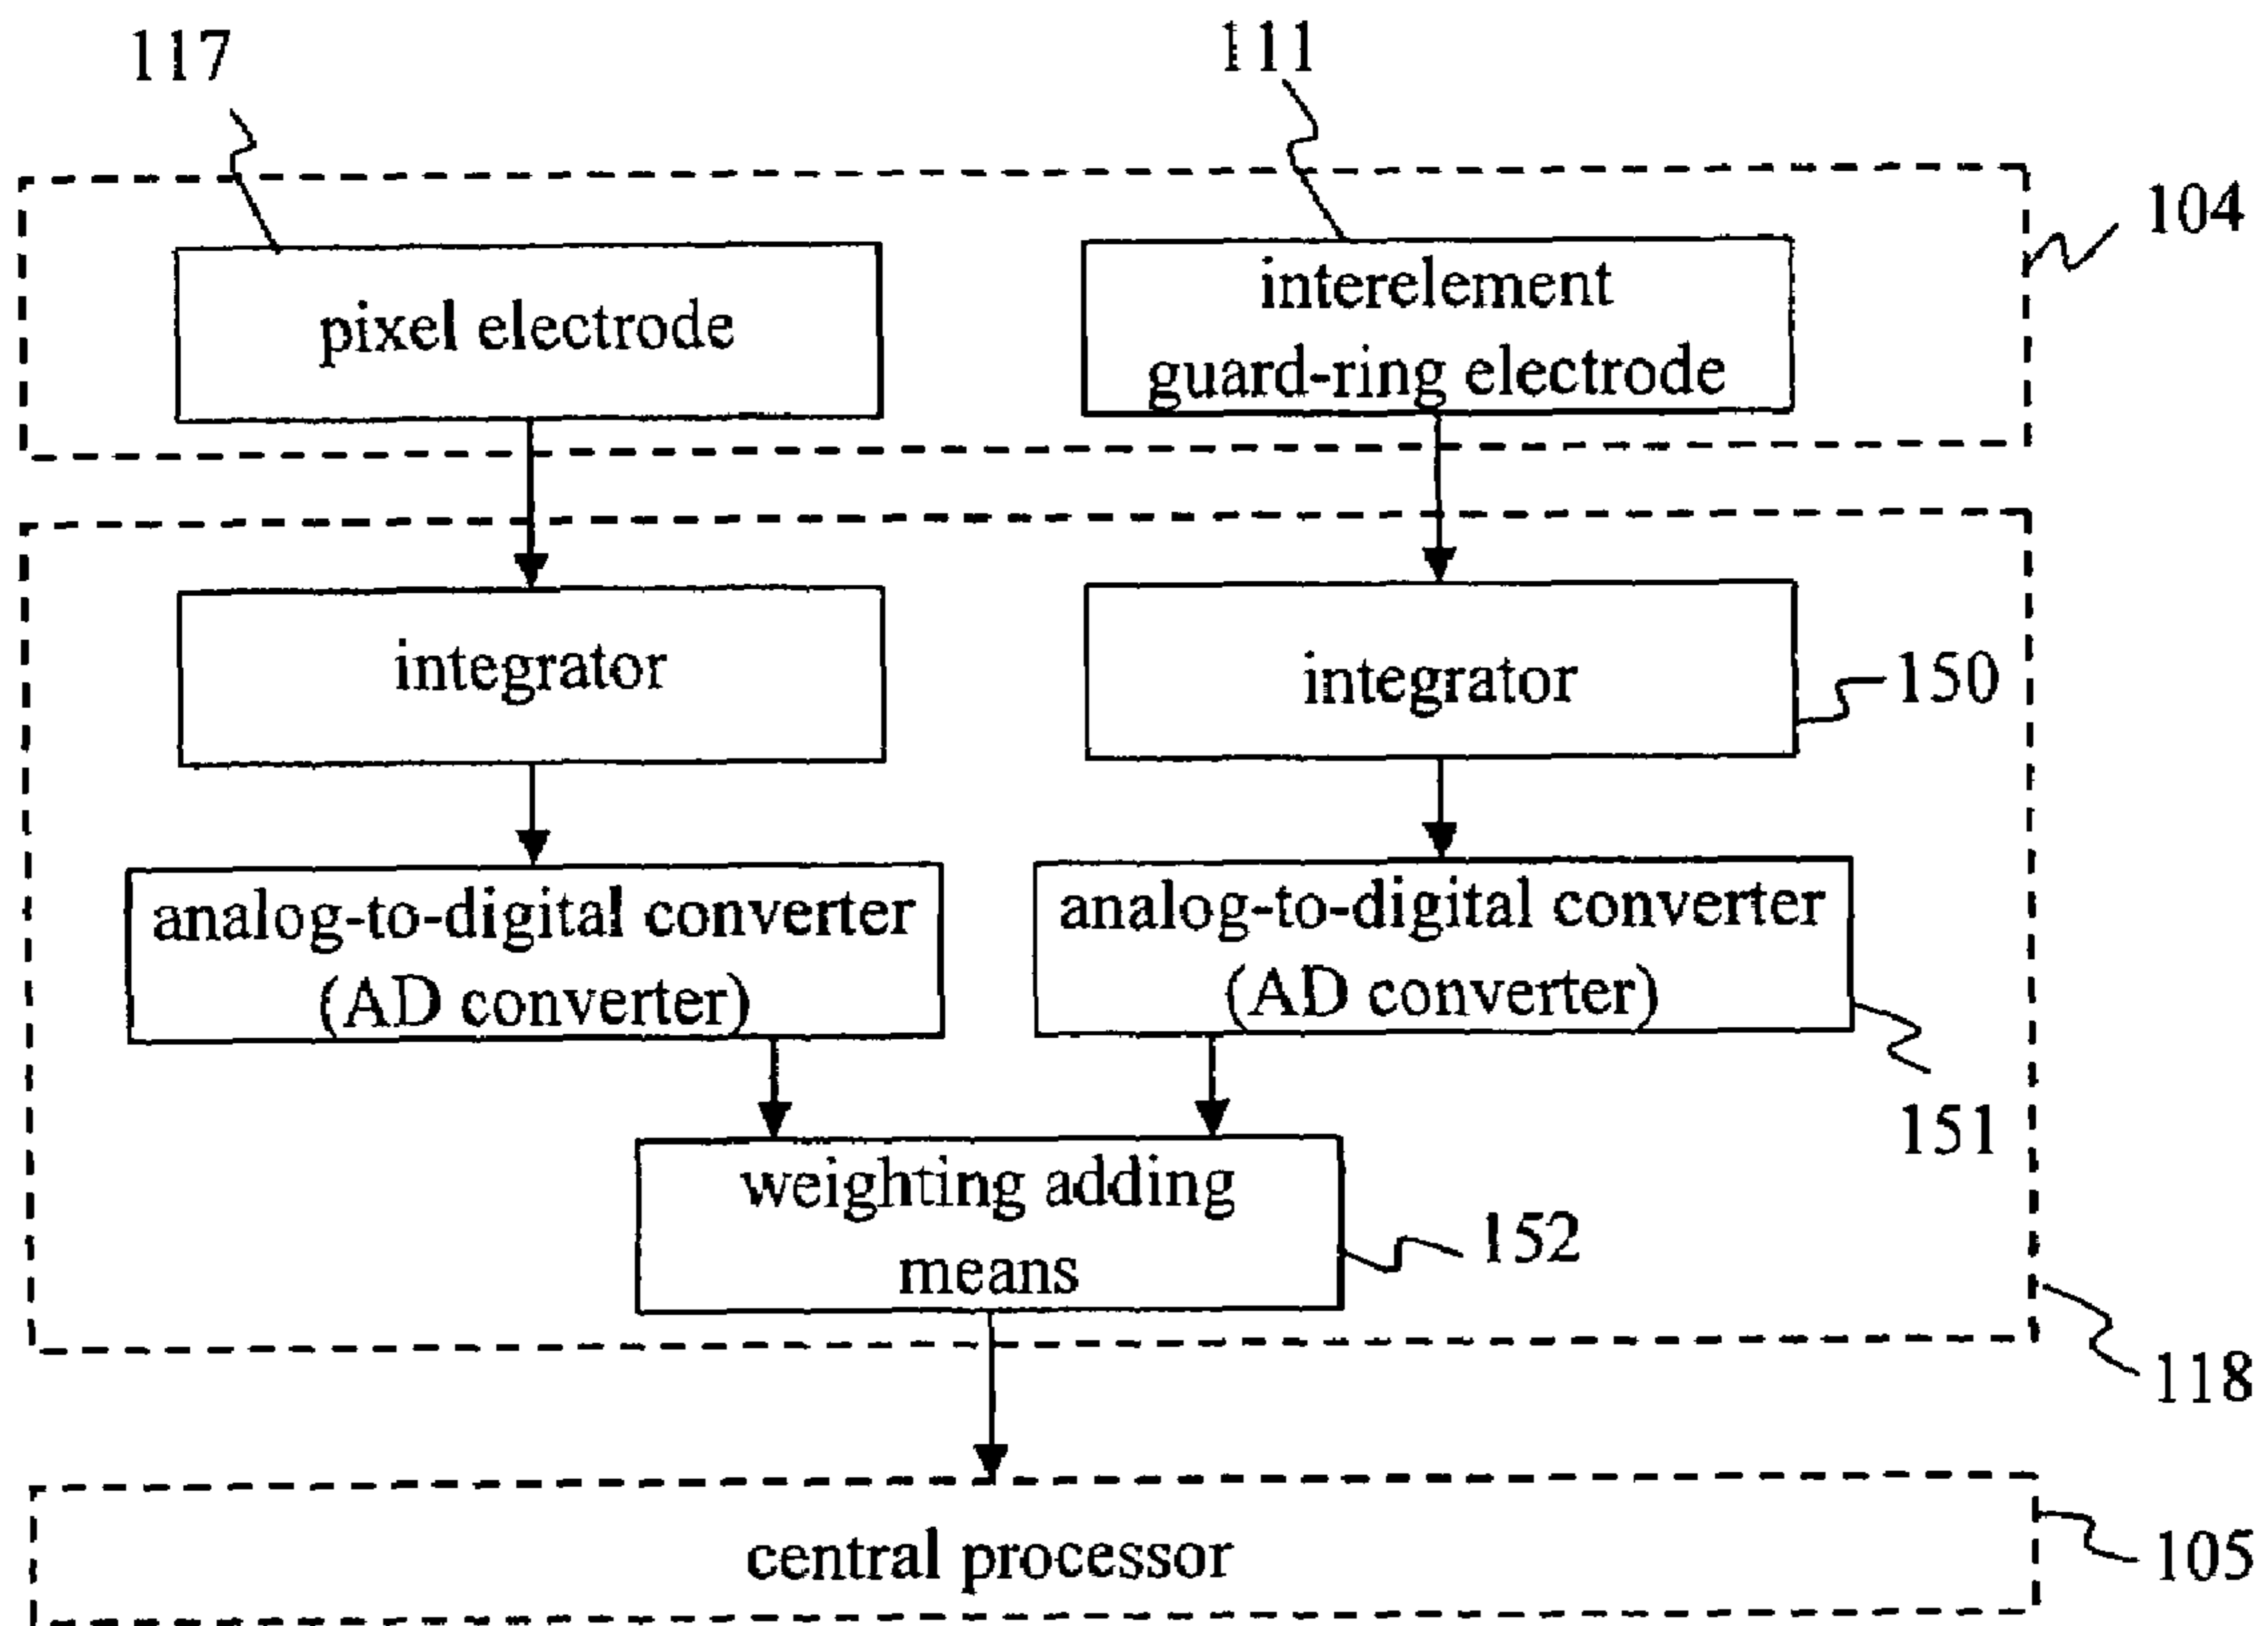 117
111
104
pixel electrode
interelement
guard-ring electrode
integrator
integrator
150
analog-to-digital converter
(AD converter)
analog-to-digital converter
(AD converter)
151
weighting adding
means
152
118
central processor
105